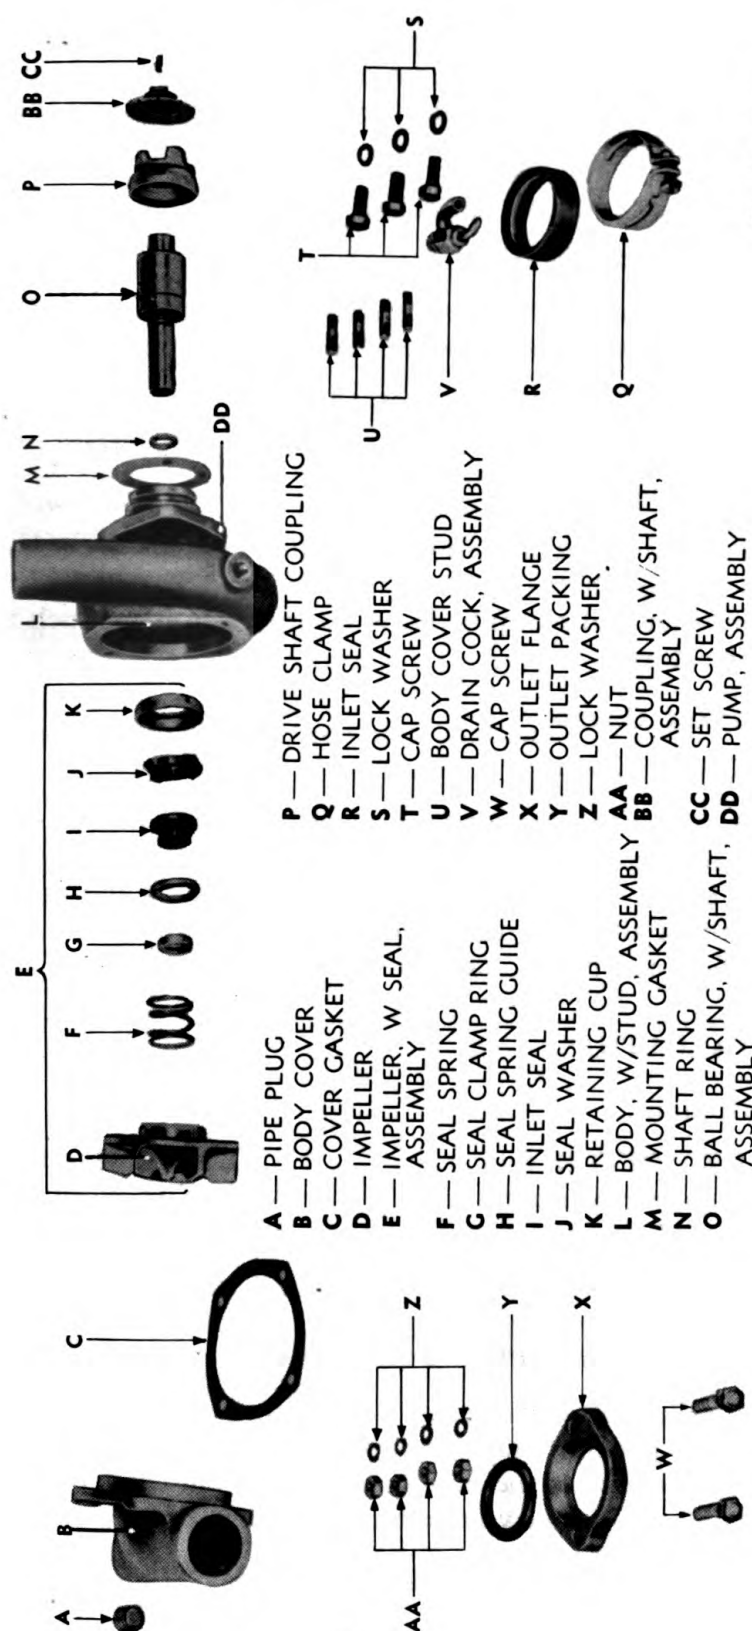 A
B
C
D
E
F
G
H
I
J
K
L
M
N
O
P
BB
CC
DD
AA
Z
Y
X
W
U
T
S
V
R
Q
A — PIPE PLUG
B — BODY COVER
C — COVER GASKET
D — IMPELLER
E — IMPELLER, W SEAL,
ASSEMBLY
F — SEAL SPRING
G — SEAL CLAMP RING
H — SEAL SPRING GUIDE
I — INLET SEAL
J — SEAL WASHER
K — RETAINING CUP
L — BODY, W/STUD, ASSEMBLY
M — MOUNTING GASKET
N — SHAFT RING
O — BALL BEARING, W/SHAFT,
ASSEMBLY
P — DRIVE SHAFT COUPLING
Q — HOSE CLAMP
R — INLET SEAL
S — LOCK WASHER
T — CAP SCREW
U — BODY COVER STUD
V — DRAIN COCK, ASSEMBLY
W — CAP SCREW
X — OUTLET FLANGE
Y — OUTLET PACKING
Z — LOCK WASHER
AA — NUT
BB — COUPLING, W/SHAFT,
ASSEMBLY
CC — SET SCREW
DD — PUMP, ASSEMBLY